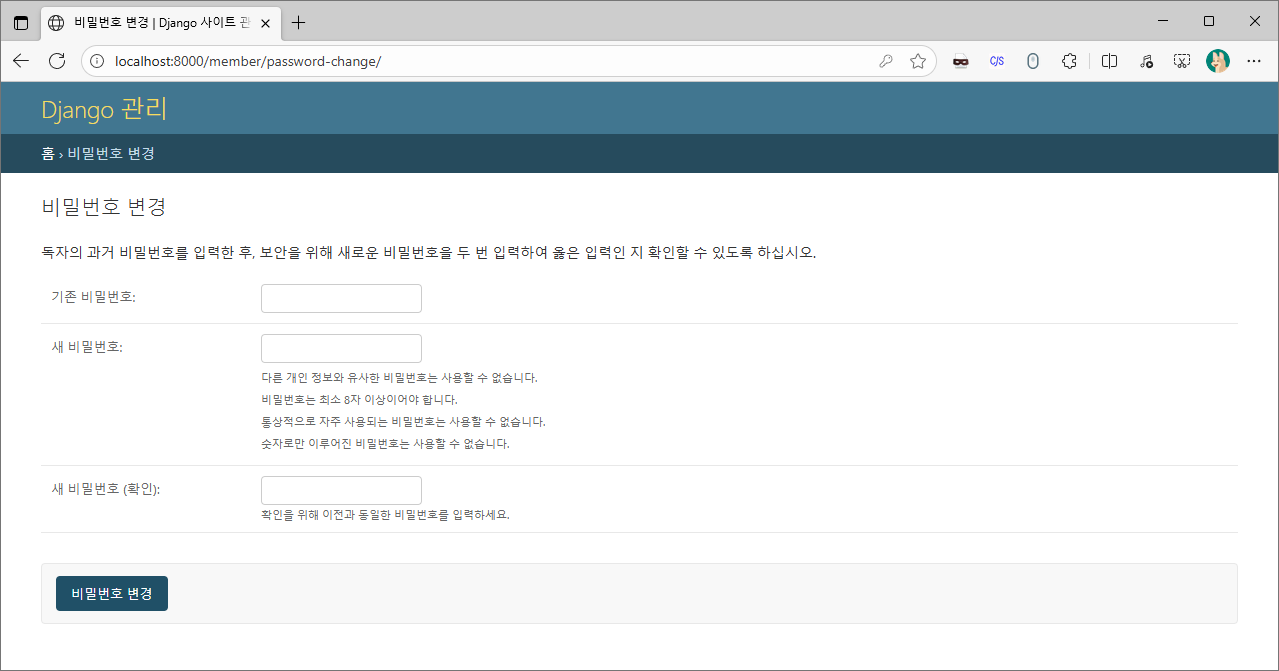 비밀번호 변경 | Django 사이트 관
localhost:8000/member/password-change/
C/S
Django 관리
홈 › 비밀번호 변경
비밀번호 변경
독자의 과거 비밀번호를 입력한 후, 보안을 위해 새로운 비밀번호을 두 번 입력하여 옳은 입력인 지 확인할 수 있도록 하십시오.
기존 비밀번호:
새 비밀번호:
다른 개인 정보와 유사한 비밀번호는 사용할 수 없습니다.
비밀번호는 최소 8자 이상이어야 합니다.
통상적으로 자주 사용되는 비밀번호는 사용할 수 없습니다.
숫자로만 이루어진 비밀번호는 사용할 수 없습니다.
새 비밀번호 (확인):
확인을 위해 이전과 동일한 비밀번호를 입력하세요.
비밀번호 변경